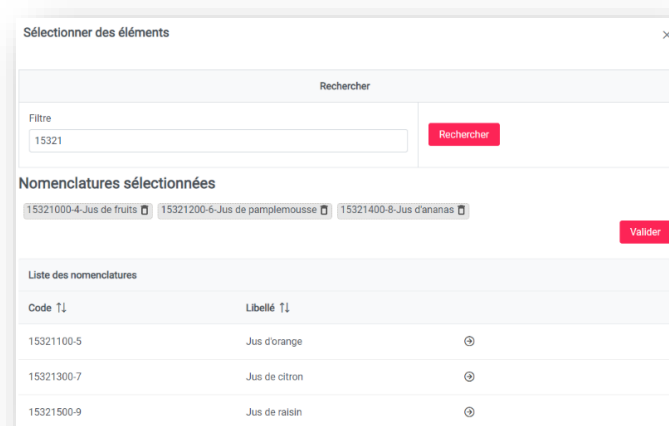 Sélectionner des éléments
Rechercher
Filtre
15321
Rechercher
Nomenclatures sélectionnées
15321000-4-Jus de fruits 15321200-6-Jus de pamplemousse 15321400-8-Jus d'ananas
Valider
Liste des nomenclatures
Code Libellé
15321100-5 Jus d'orange
15321300-7 Jus de citron
15321500-9 Jus de raisin